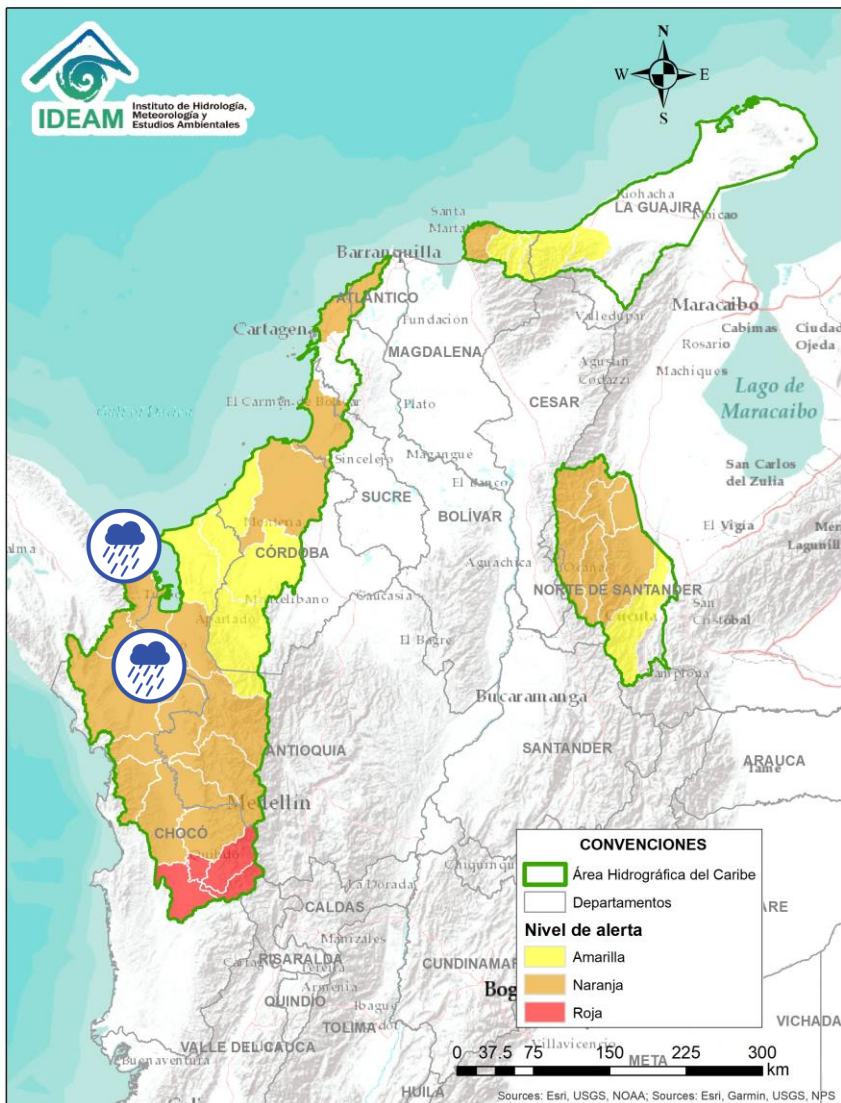 IDEAM
Instituto de Hidrología,
Meteorología y
Estudios Ambientales
N
W
E
S
Riohacha
LA GUAJIRA
Maicao
Santa
Marta
Barranquilla
ATLÁNTICO
Maracaibo
Cartagena
Fundación
Valledupar
Cabimas
Ciudad
Ojeda
Rosario
MAGDALENA
Machiques
Agustín
Codazzi
Lago de
Maracaibo
El Carmen de Bolívar
Plato
CESAR
Sincelejo
Magangue
San Carlos
del Zulia
El Banco
SUCRE
BOLÍVAR
Montería
El Vigía
CÓRDOBA
Aguachica
Ocaña
NORTE DE SANTANDER
Montelíbano
Caucasia
Apartadó
San
Cristóbal
Cúcuta
El Bagre
Pamplona
Bucaramanga
ANTIOQUIA
SANTANDER
ARAUCA
Tame
Medellín
CHOCÓ
Quibdó
La Dorada
CALDAS
Manizales
RISARALDA
Pereira
Armenia
QUINDÍO
Ibagué
TOLIMA
VALLE DEL CAUCA
Buenaventura
HUILA
Villavicencio
META
VICHADA
CONVENCIONES
Área Hidrográfica del Caribe
Departamentos
Nivel de alerta
Amarilla
Naranja
Roja
0 37.5 75 150 225 300
km
Sources: Esri, USGS, NOAA; Sources: Esri, Garmin, USGS, NPS